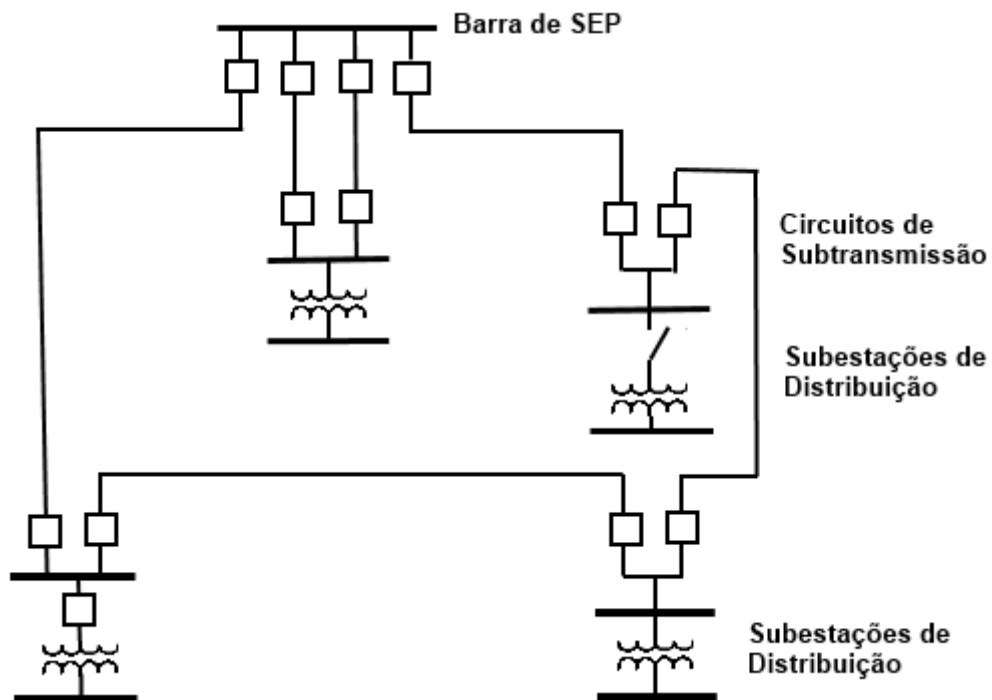 Barra de SEP
Circuitos de
Subtransmissão
Subestações de
Distribuição
Subestações de
Distribuição